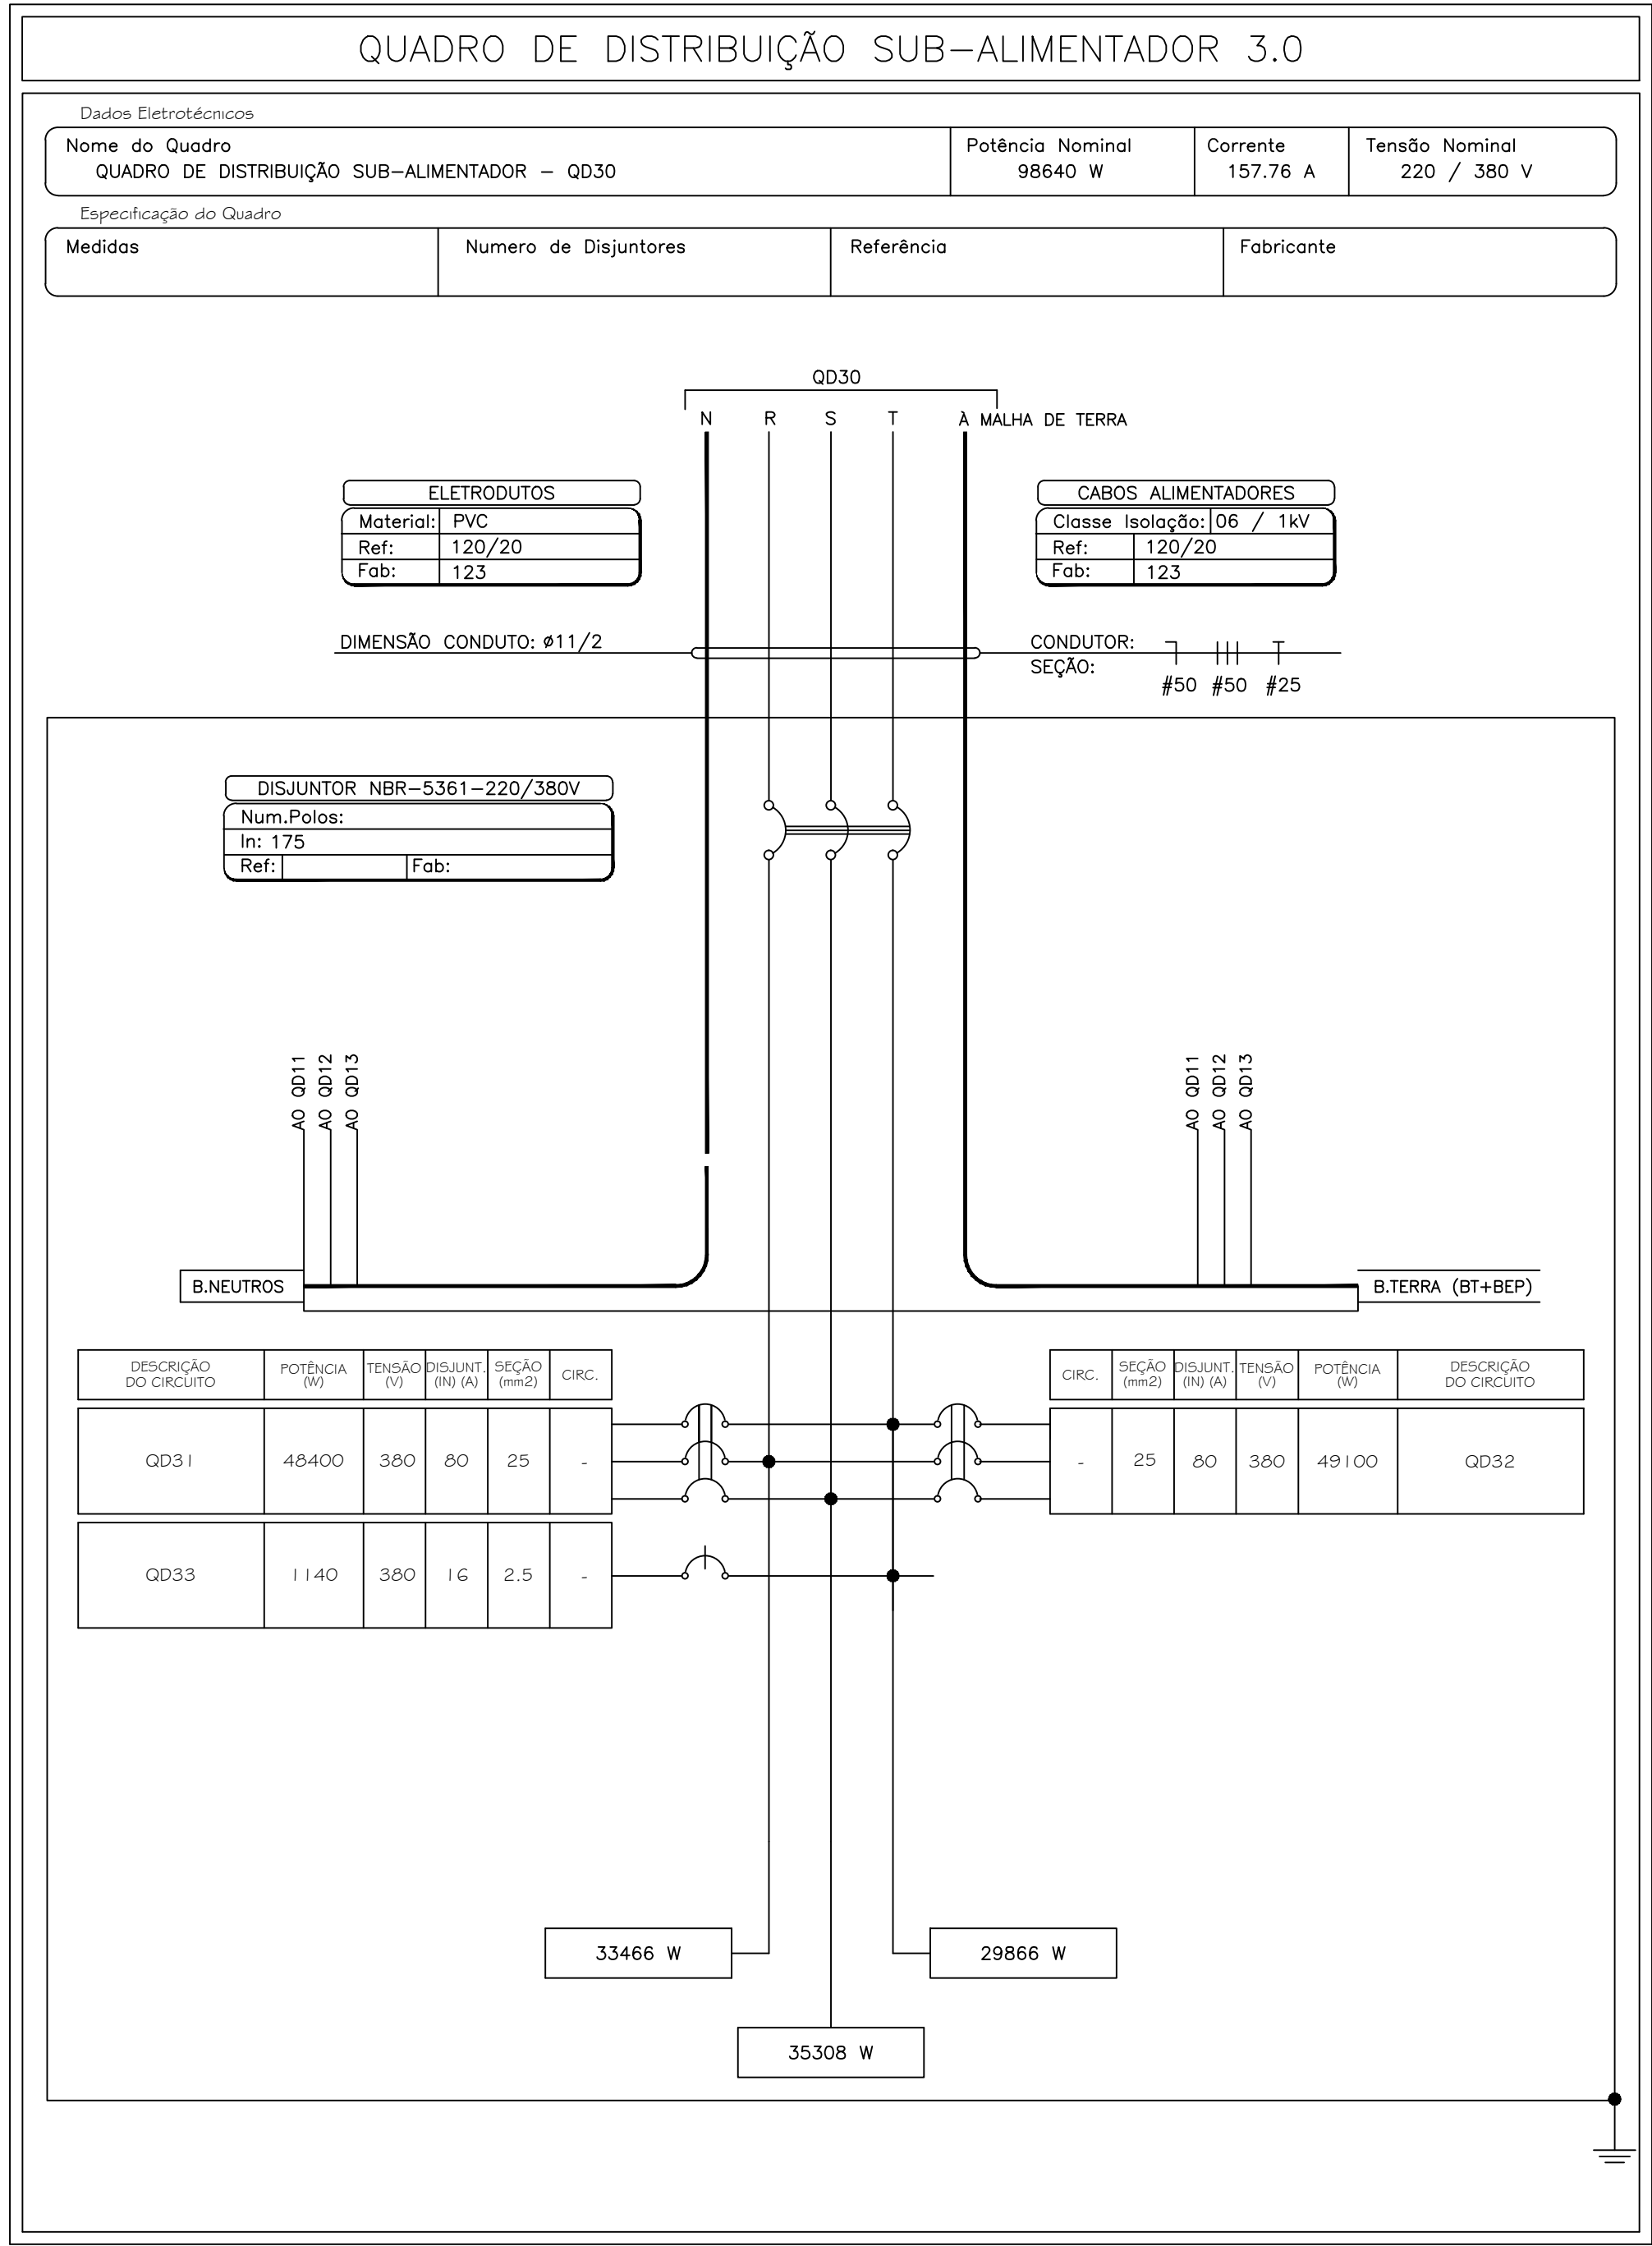 QUADRO DE DISTRIBUIÇÃO SUB-ALIMENTADOR 3.0
Dados Eletrotécnicos
Nome do Quadro
QUADRO DE DISTRIBUIÇÃO SUB-ALIMENTADOR - QD30
Potência Nominal
98640 W
Corrente
157.76 A
Tensão Nominal
220 / 380 V
Especificação do Quadro
Medidas
Numero de Disjuntores
Referência
Fabricante
QD30
N R S T À MALHA DE TERRA
ELETRODUTOS
Material: PVC
Ref: 120/20
Fab: 123
CABOS ALIMENTADORES
Classe Isolação: 06 / 1kV
Ref: 120/20
Fab: 123
DIMENSÃO CONDUTO: ø11/2
CONDUTOR:
SEÇÃO:
#50 #50 #25
DISJUNTOR NBR-5361-220/380V
Num.Polos:
In: 175
Ref: Fab:
AO QD11
AO QD12
AO QD13
AO QD11
AO QD12
AO QD13
B.NEUTROS
B.TERRA (BT+BEP)
DESCRIÇÃO DO CIRCUITO POTÊNCIA (W) TENSÃO (V) DISJUNT. (IN) (A) SEÇÃO (mm2) CIRC.
QD31 48400 380 80 25 -
QD33 1140 380 16 2.5 -
CIRC. SEÇÃO (mm2) DISJUNT. (IN) (A) TENSÃO (V) POTÊNCIA (W) DESCRIÇÃO DO CIRCUITO
- 25 80 380 49100 QD32
33466 W
29866 W
35308 W